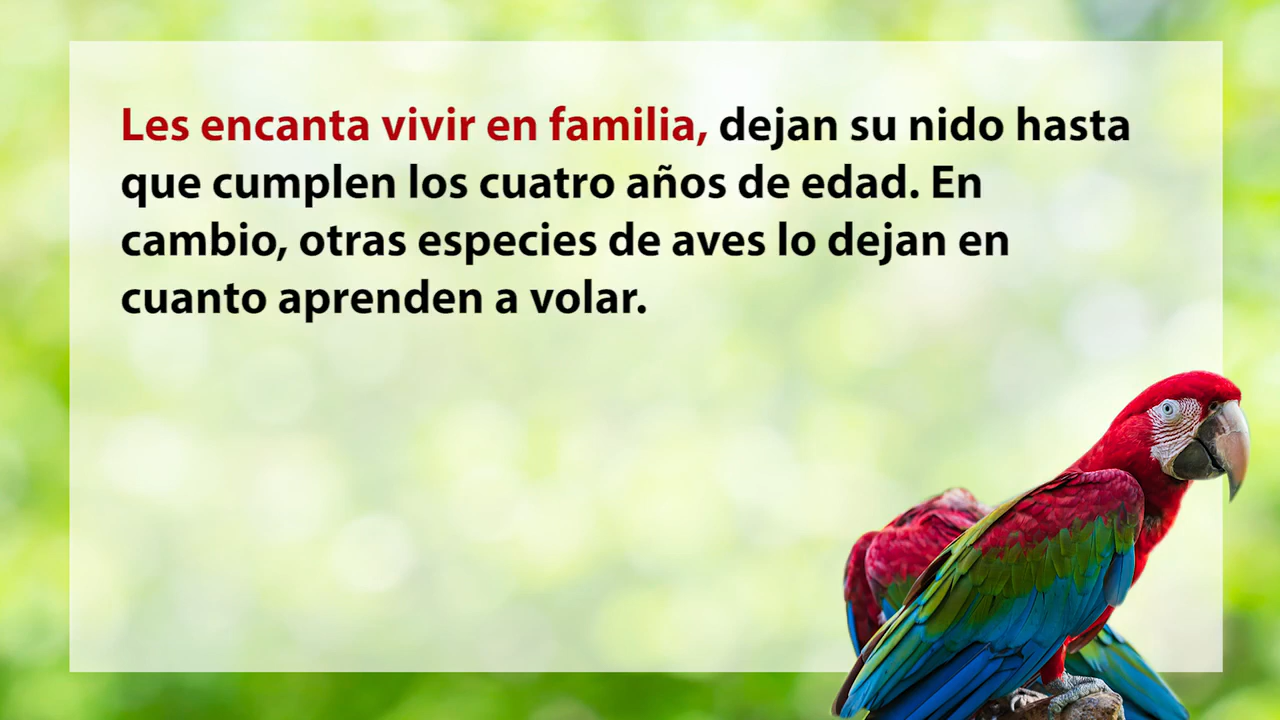 Les encanta vivir en familia, dejan su nido hasta
que cumplen los cuatro años de edad. En
cambio, otras especies de aves lo dejan en
cuanto aprenden a volar.